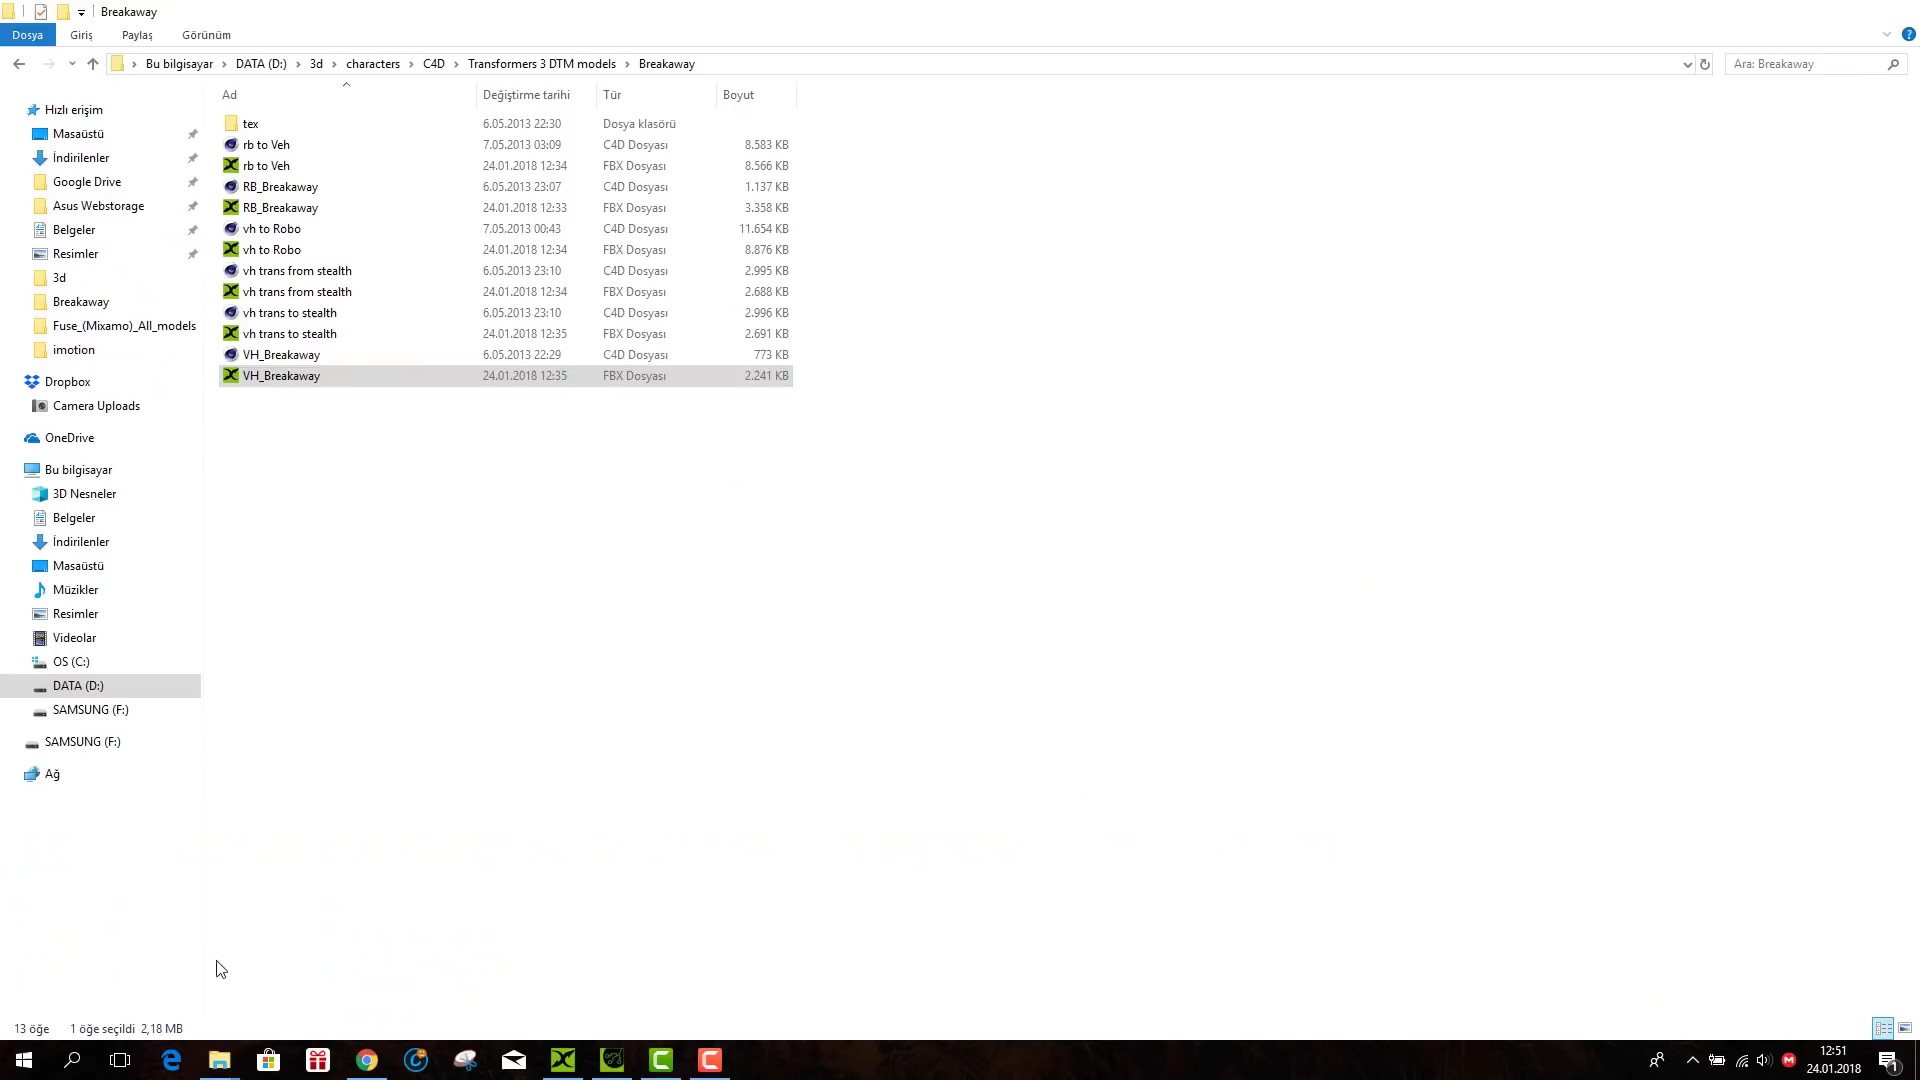 Breakaway
Dosya Giriş Paylaş Görünüm
Bu bilgisayar DATA (D:) 3d characters C4D Transformers 3 DTM models Breakaway Ara: Breakaway
Ad Değiştirme tarihi Tür Boyut
tex 6.05.2013 22:30 Dosya klasörü
rb to Veh 7.05.2013 03:09 C4D Dosyası 8.583 KB
rb to Veh 24.01.2018 12:34 FBX Dosyası 8.566 KB
RB_Breakaway 6.05.2013 23:07 C4D Dosyası 1.137 KB
RB_Breakaway 24.01.2018 12:33 FBX Dosyası 3.358 KB
vh to Robo 7.05.2013 00:43 C4D Dosyası 11.654 KB
vh to Robo 24.01.2018 12:34 FBX Dosyası 8.876 KB
vh trans from stealth 6.05.2013 23:10 C4D Dosyası 2.995 KB
vh trans from stealth 24.01.2018 12:34 FBX Dosyası 2.688 KB
vh trans to stealth 6.05.2013 23:10 C4D Dosyası 2.996 KB
vh trans to stealth 24.01.2018 12:35 FBX Dosyası 2.691 KB
VH_Breakaway 6.05.2013 22:29 C4D Dosyası 773 KB
VH_Breakaway 24.01.2018 12:35 FBX Dosyası 2.241 KB
Hızlı erişim
Masaüstü
İndirilenler
Google Drive
Asus Webstorage
Belgeler
Resimler
3d
Breakaway
Fuse_(Mixamo)_All_models
imotion
Dropbox
Camera Uploads
OneDrive
Bu bilgisayar
3D Nesneler
Belgeler
İndirilenler
Masaüstü
Müzikler
Resimler
Videolar
OS (C:)
DATA (D:)
SAMSUNG (F:)
SAMSUNG (F:)
Ağ
13 öğe 1 öğe seçildi 2,18 MB
12:51
24.01.2018
1